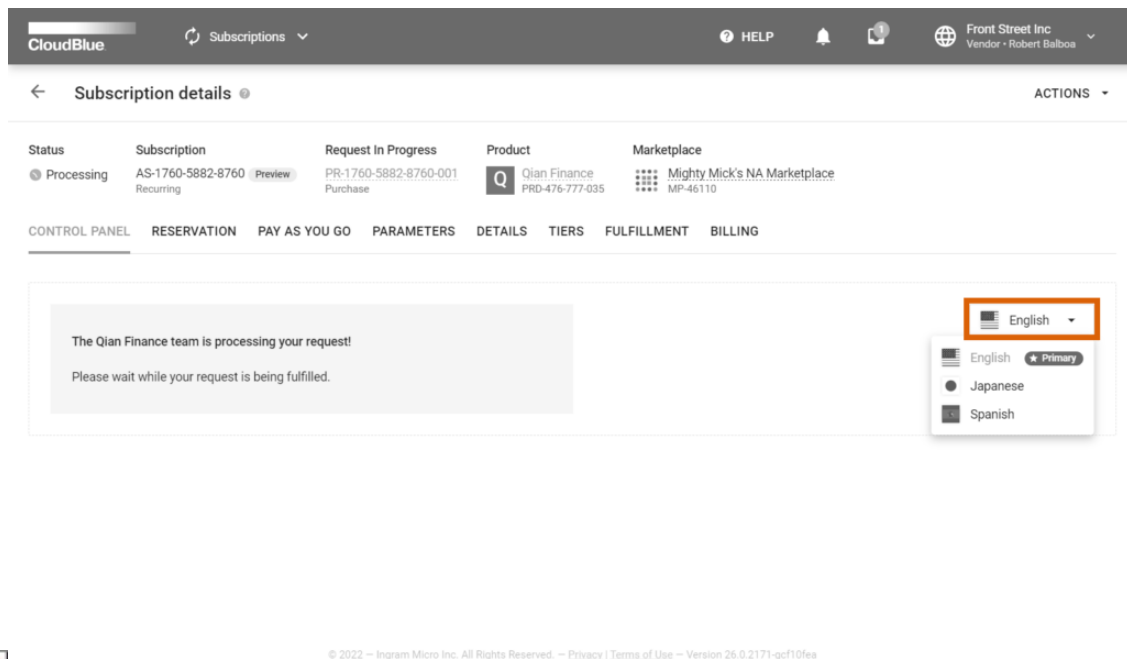 CloudBlue
Subscriptions
HELP
1
Front Street Inc
Vendor • Robert Balboa
Subscription details
ACTIONS
Status
Subscription
Request In Progress
Product
Marketplace
Processing
AS-1760-5882-8760 Preview
PR-1760-5882-8760-001
Q
Qian Finance
Mighty Mick's NA Marketplace
Recurring
Purchase
PRD-476-777-035
MP-46110
CONTROL PANEL RESERVATION PAY AS YOU GO PARAMETERS DETAILS TIERS FULFILLMENT BILLING
The Qian Finance team is processing your request!
Please wait while your request is being fulfilled.
English
English Primary
Japanese
Spanish
© 2022 — Ingram Micro Inc. All Rights Reserved. — Privacy | Terms of Use — Version 26.0.2171-gcf10fea